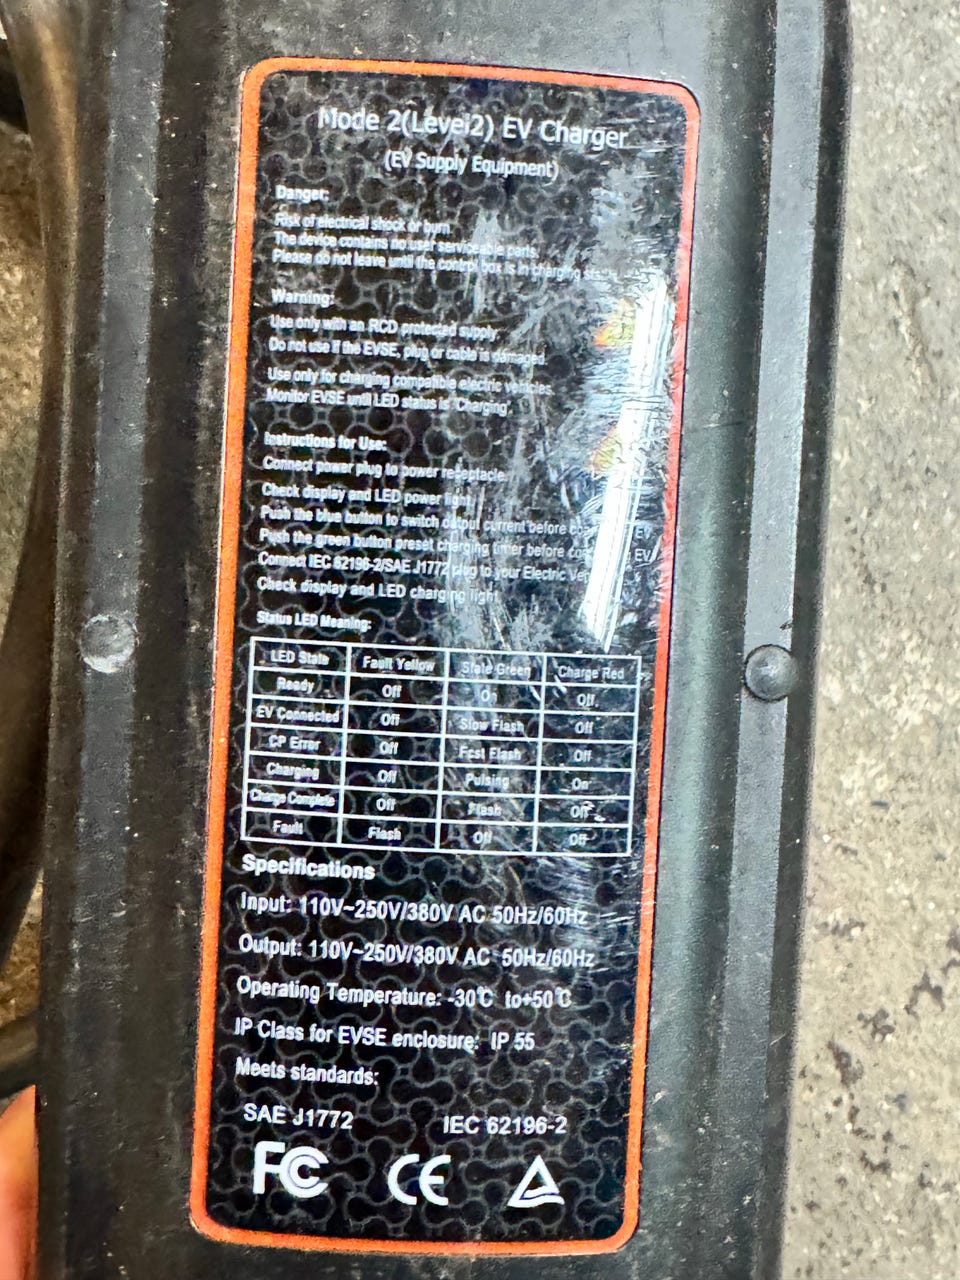 Mode 2(Level2) EV Charger
(EV Supply Equipment)
Danger:
Risk of electrical shock or burn
The device contains no user serviceable parts.
Please do not leave until the control box is in charging
Warning:
Use only with an RCD protected supply
Do not use if the EVSE, plug or cable is damaged
Use only for charging compatible electric vehicles.
Monitor EVSE until LED status is "Charging".
Instructions for Use:
Connect power plug to power receptacle.
Check display and LED power light.
Push the blue button to switch output current before EV
Push the green button preset charging timer before EV
Connect IEC 62196-2/SAE J1772 plug to your Electric
Check display and LED charging light
Status LED Meaning:
LED State Fault Yellow State Green Charge Red
Ready Off On Off.
EV Connected Off Slow Flash Off
CP Error Off Fcst Flash Off
Charging Off Pulsing On
Charge Complete Off Flash Off
Fault Flash Off Off
Specifications
Input: 110V~250V/380V AC 50Hz/60Hz
Output: 110V~250V/380V AC 50Hz/60Hz
Operating Temperature: -30℃ to+50℃
IP Class for EVSE enclosure: IP 55
Meets standards:
SAE J1772 IEC 62196-2
FC CE